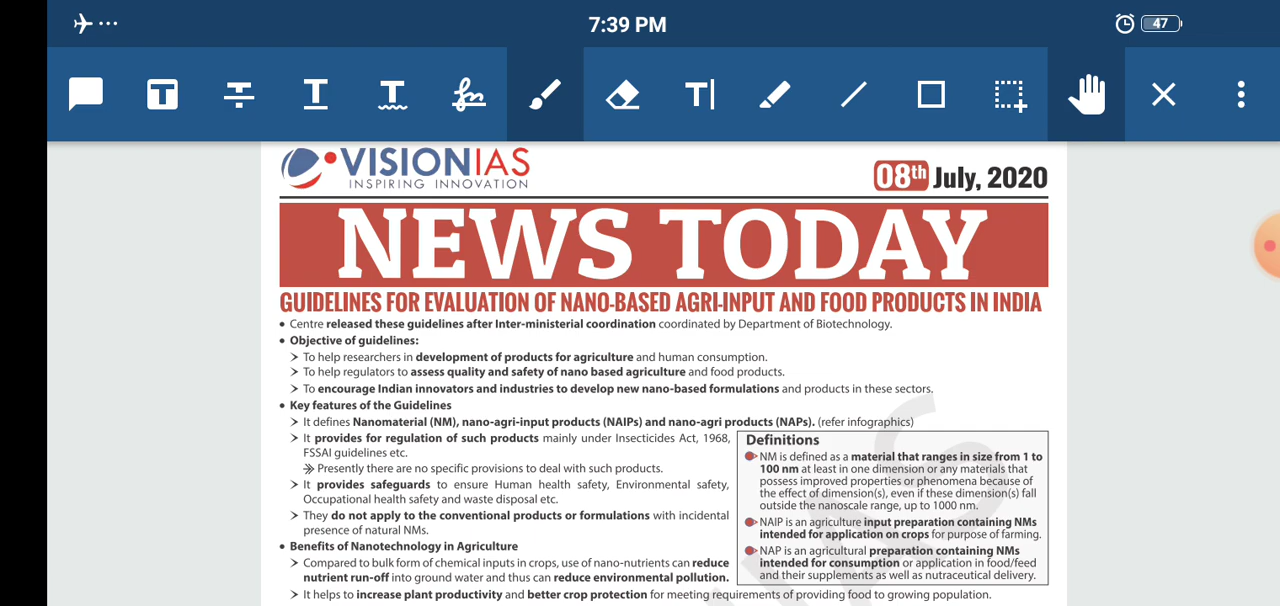 7:39 PM
47
VISIONIAS
INSPIRING INNOVATION
08th July, 2020
NEWS TODAY
GUIDELINES FOR EVALUATION OF NANO-BASED AGRI-INPUT AND FOOD PRODUCTS IN INDIA
• Centre released these guidelines after Inter-ministerial coordination coordinated by Department of Biotechnology.
• Objective of guidelines:
➢ To help researchers in development of products for agriculture and human consumption.
➢ To help regulators to assess quality and safety of nano based agriculture and food products.
➢ To encourage Indian innovators and industries to develop new nano-based formulations and products in these sectors.
• Key features of the Guidelines
➢ It defines Nanomaterial (NM), nano-agri-input products (NAIPs) and nano-agri products (NAPs). (refer infographics)
➢ It provides for regulation of such products mainly under Insecticides Act, 1968,
FSSAI guidelines etc.
Presently there are no specific provisions to deal with such products.
➢ It provides safeguards to ensure Human health safety, Environmental safety,
Occupational health safety and waste disposal etc.
➢ They do not apply to the conventional products or formulations with incidental
presence of natural NMs.
• Benefits of Nanotechnology in Agriculture
➢ Compared to bulk form of chemical inputs in crops, use of nano-nutrients can reduce
nutrient run-off into ground water and thus can reduce environmental pollution.
➢ It helps to increase plant productivity and better crop protection for meeting requirements of providing food to growing population.
Definitions
NM is defined as a material that ranges in size from 1 to
100 nm at least in one dimension or any materials that
possess improved properties or phenomena because of
the effect of dimension(s), even if these dimension(s) fall
outside the nanoscale range, up to 1000 nm.
NAIP is an agriculture input preparation containing NMs
intended for application on crops for purpose of farming.
NAP is an agricultural preparation containing NMs
intended for consumption or application in food/feed
and their supplements as well as nutraceutical delivery.